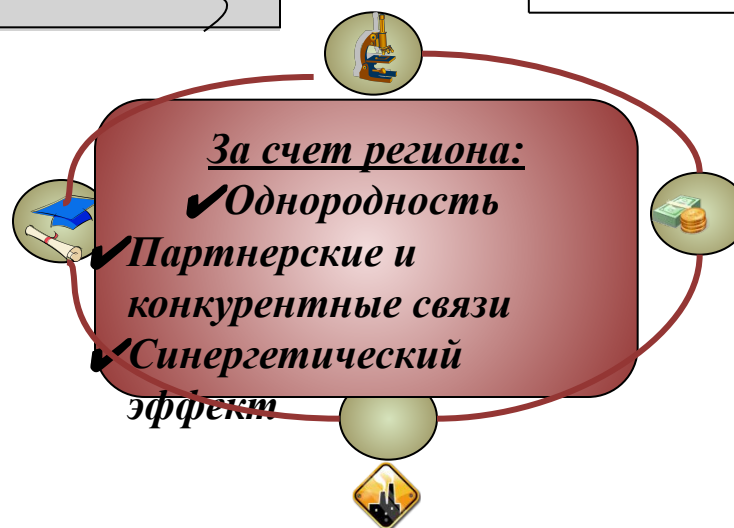 За счет региона:
✔Однородность
✔Партнерские и
конкурентные связи
✔Синергетический
эффект